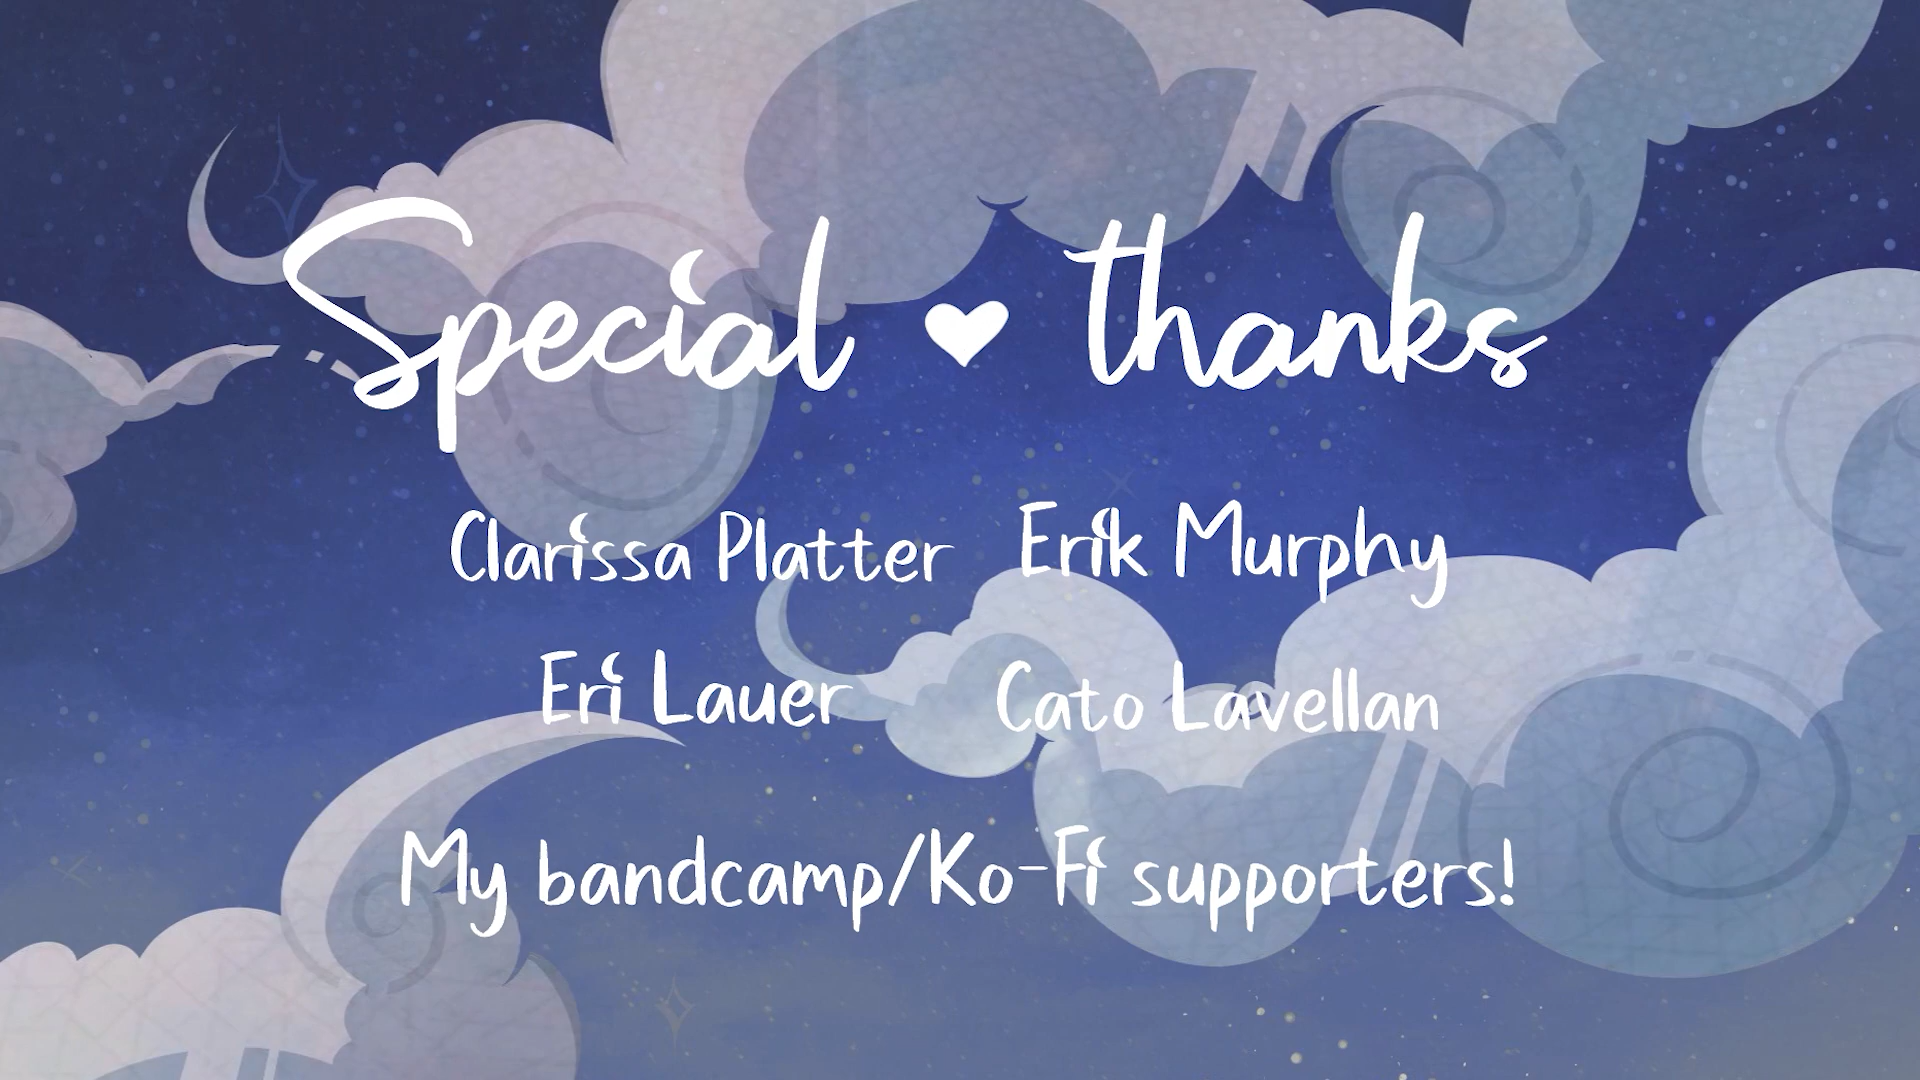 Special ♥ thanks
Clarissa Platter Erik Murphy
Eri Lauer Cato Lavellan
My bandcamp/Ko-Fi supporters!